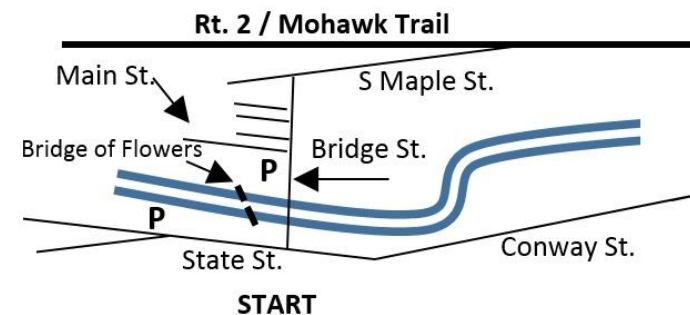 Rt. 2 / Mohawk Trail
Main St.
S Maple St.
Bridge of Flowers
P
Bridge St.
P
State St.
Conway St.
START